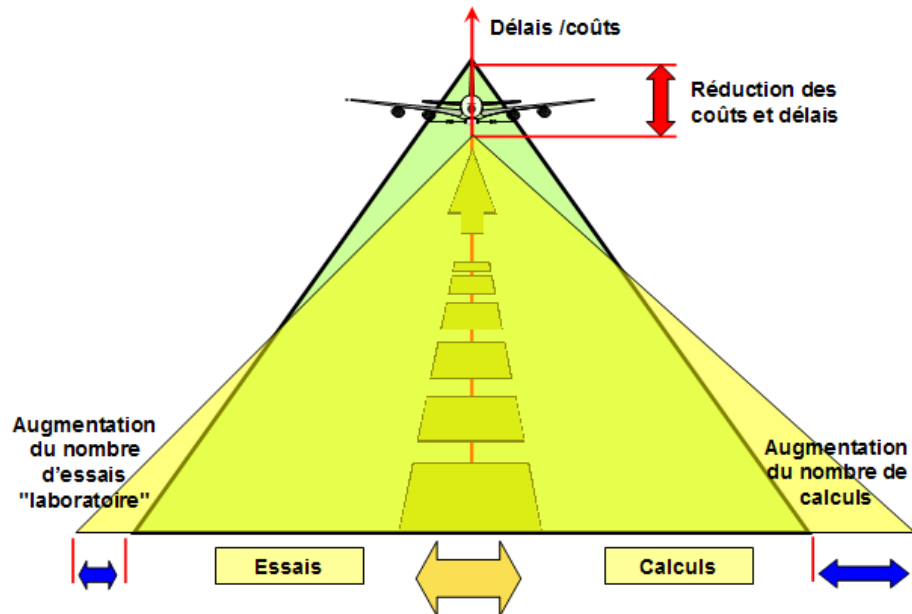 Délais /coûts
Réduction des
coûts et délais
Augmentation
du nombre
d'essais
"laboratoire"
Augmentation
du nombre de
calculs
Essais
Calculs